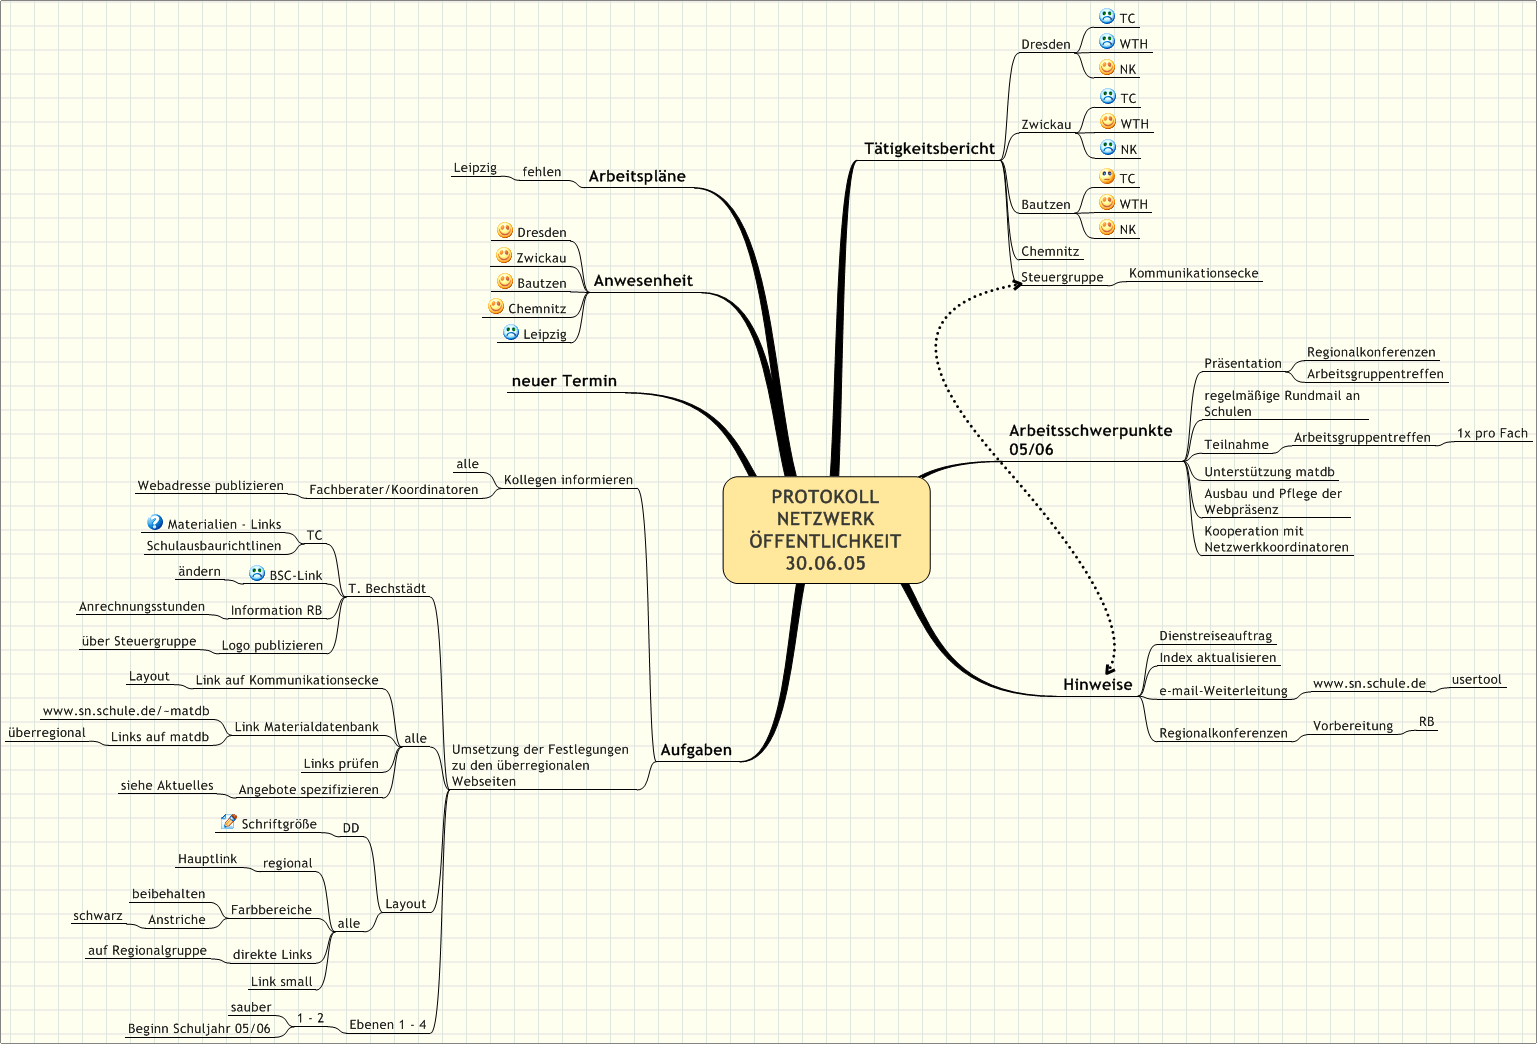 PROTOKOLL
NETZWERK
ÖFFENTLICHKEIT
30.06.05
Tätigkeitsbericht
Dresden
TC
WTH
NK
Zwickau
TC
WTH
NK
Bautzen
TC
WTH
NK
Chemnitz
Steuergruppe
Kommunikationsecke
Arbeitsschwerpunkte
05/06
Präsentation
Regionalkonferenzen
Arbeitsgruppentreffen
regelmäßige Rundmail an
Schulen
Teilnahme
Arbeitsgruppentreffen
1x pro Fach
Unterstützung matdb
Ausbau und Pflege der
Webpräsenz
Kooperation mit
Netzwerkkoordinatoren
Hinweise
Dienstreiseauftrag
Index aktualisieren
e-mail-Weiterleitung
www.sn.schule.de
usertool
Regionalkonferenzen
Vorbereitung
RB
Arbeitspläne
fehlen
Leipzig
Anwesenheit
Dresden
Zwickau
Bautzen
Chemnitz
Leipzig
neuer Termin
Aufgaben
Kollegen informieren
alle
Fachberater/Koordinatoren
Webadresse publizieren
Umsetzung der Festlegungen
zu den überregionalen
Webseiten
T. Bechstädt
TC
Materialien - Links
Schulausbaurichtlinen
BSC-Link
ändern
Information RB
Anrechnungsstunden
Logo publizieren
über Steuergruppe
alle
Link auf Kommunikationsecke
Layout
Link Materialdatenbank
www.sn.schule.de/~matdb
Links auf matdb
überregional
Links prüfen
Angebote spezifizieren
siehe Aktuelles
Layout
DD
Schriftgröße
alle
regional
Hauptlink
Farbbereiche
beibehalten
Anstriche
schwarz
direkte Links
auf Regionalgruppe
Link small
Ebenen 1 - 4
1 - 2
sauber
Beginn Schuljahr 05/06